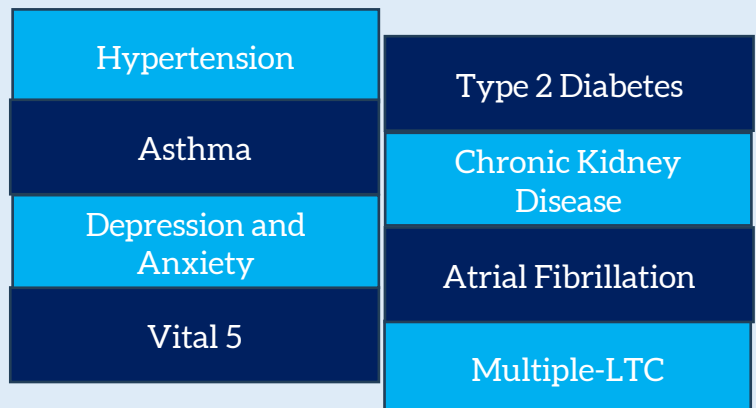 Hypertension
Asthma
Depression and
Anxiety
Vital 5
Type 2 Diabetes
Chronic Kidney
Disease
Atrial Fibrillation
Multiple-LTC